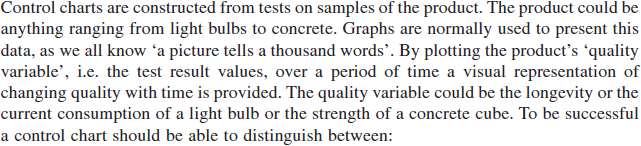 Control charts are constructed from tests on samples of the product. The product could be
anything ranging from light bulbs to concrete. Graphs are normally used to present this
data, as we all know ‘a picture tells a thousand words’. By plotting the product’s ‘quality
variable’, i.e. the test result values, over a period of time a visual representation of
changing quality with time is provided. The quality variable could be the longevity or the
current consumption of a light bulb or the strength of a concrete cube. To be successful
a control chart should be able to distinguish between: